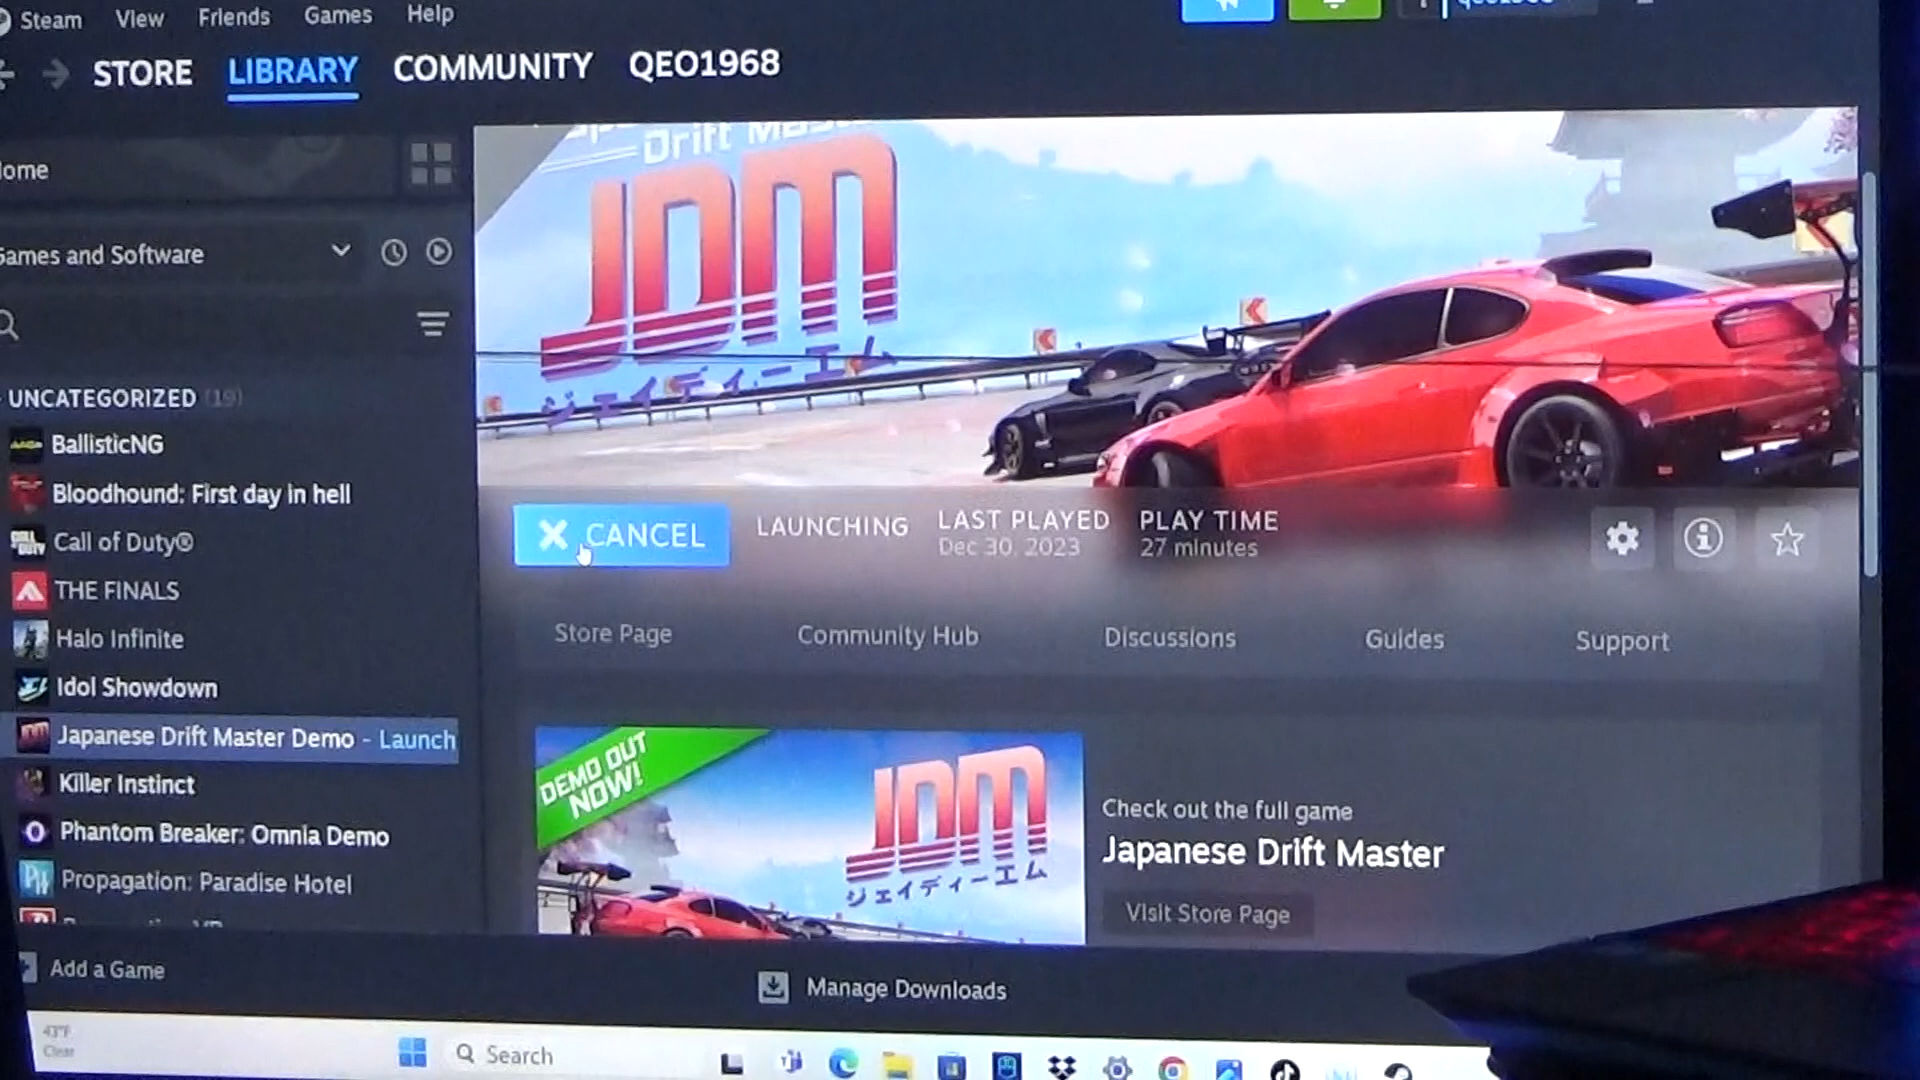 Steam View Friends Games Help
STORE LIBRARY COMMUNITY QEO1968
ome
Games and Software
UNCATEGORIZED (19)
BallisticNG
Bloodhound: First day in hell
Call of Duty®
THE FINALS
Halo Infinite
Idol Showdown
Japanese Drift Master Demo - Launch
Killer Instinct
Phantom Breaker: Omnia Demo
Propagation: Paradise Hotel
Add a Game
Drift Mas
JDM
ジェイディーエム
CANCEL
LAUNCHING
LAST PLAYED
Dec 30, 2023
PLAY TIME
27 minutes
Store Page Community Hub Discussions Guides Support
DEMO OUT
NOW!
JDM
ジェイディーエム
Check out the full game
Japanese Drift Master
Visit Store Page
Manage Downloads
43°F
Clear
Search